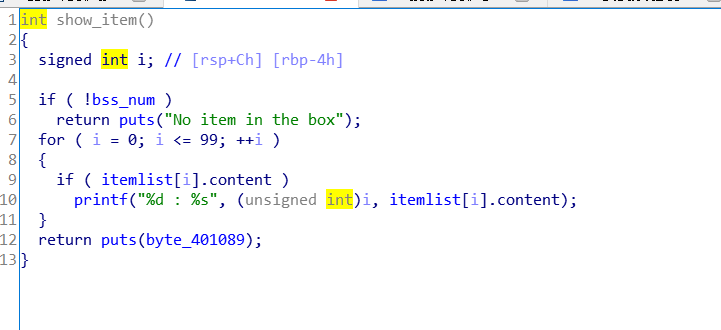 1 int show_item()
2 {
3   signed int i; // [rsp+Ch] [rbp-4h]
4
5   if ( !bss_num )
6     return puts("No item in the box");
7   for ( i = 0; i <= 99; ++i )
8   {
9     if ( itemlist[i].content )
10       printf("%d : %s", (unsigned int)i, itemlist[i].content);
11   }
12   return puts(byte_401089);
13 }